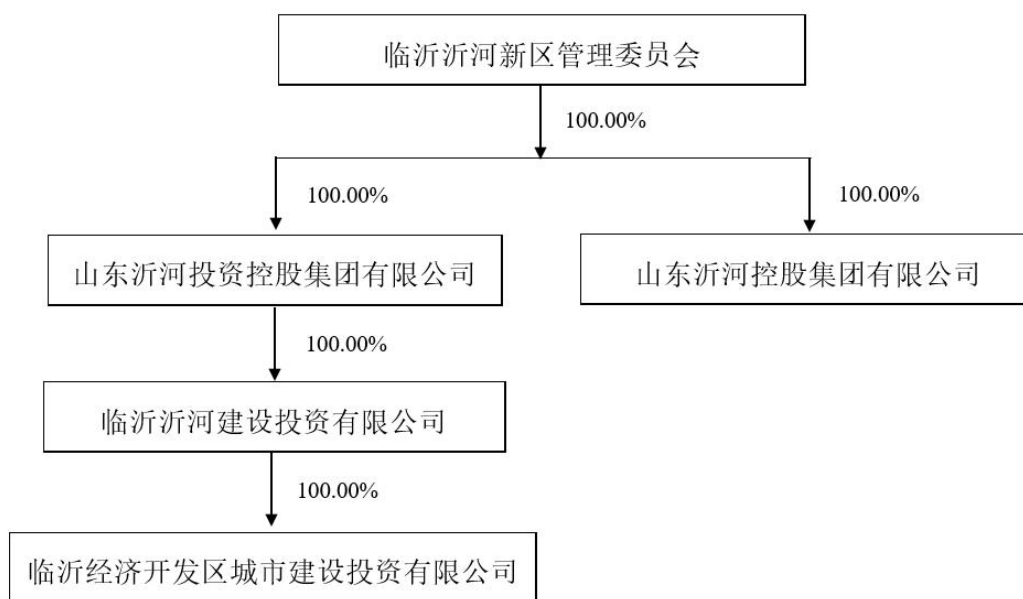 临沂沂河新区管理委员会
100.00%
100.00%
100.00%
山东沂河投资控股集团有限公司
山东沂河控股集团有限公司
100.00%
临沂沂河建设投资有限公司
100.00%
临沂经济开发区城市建设投资有限公司